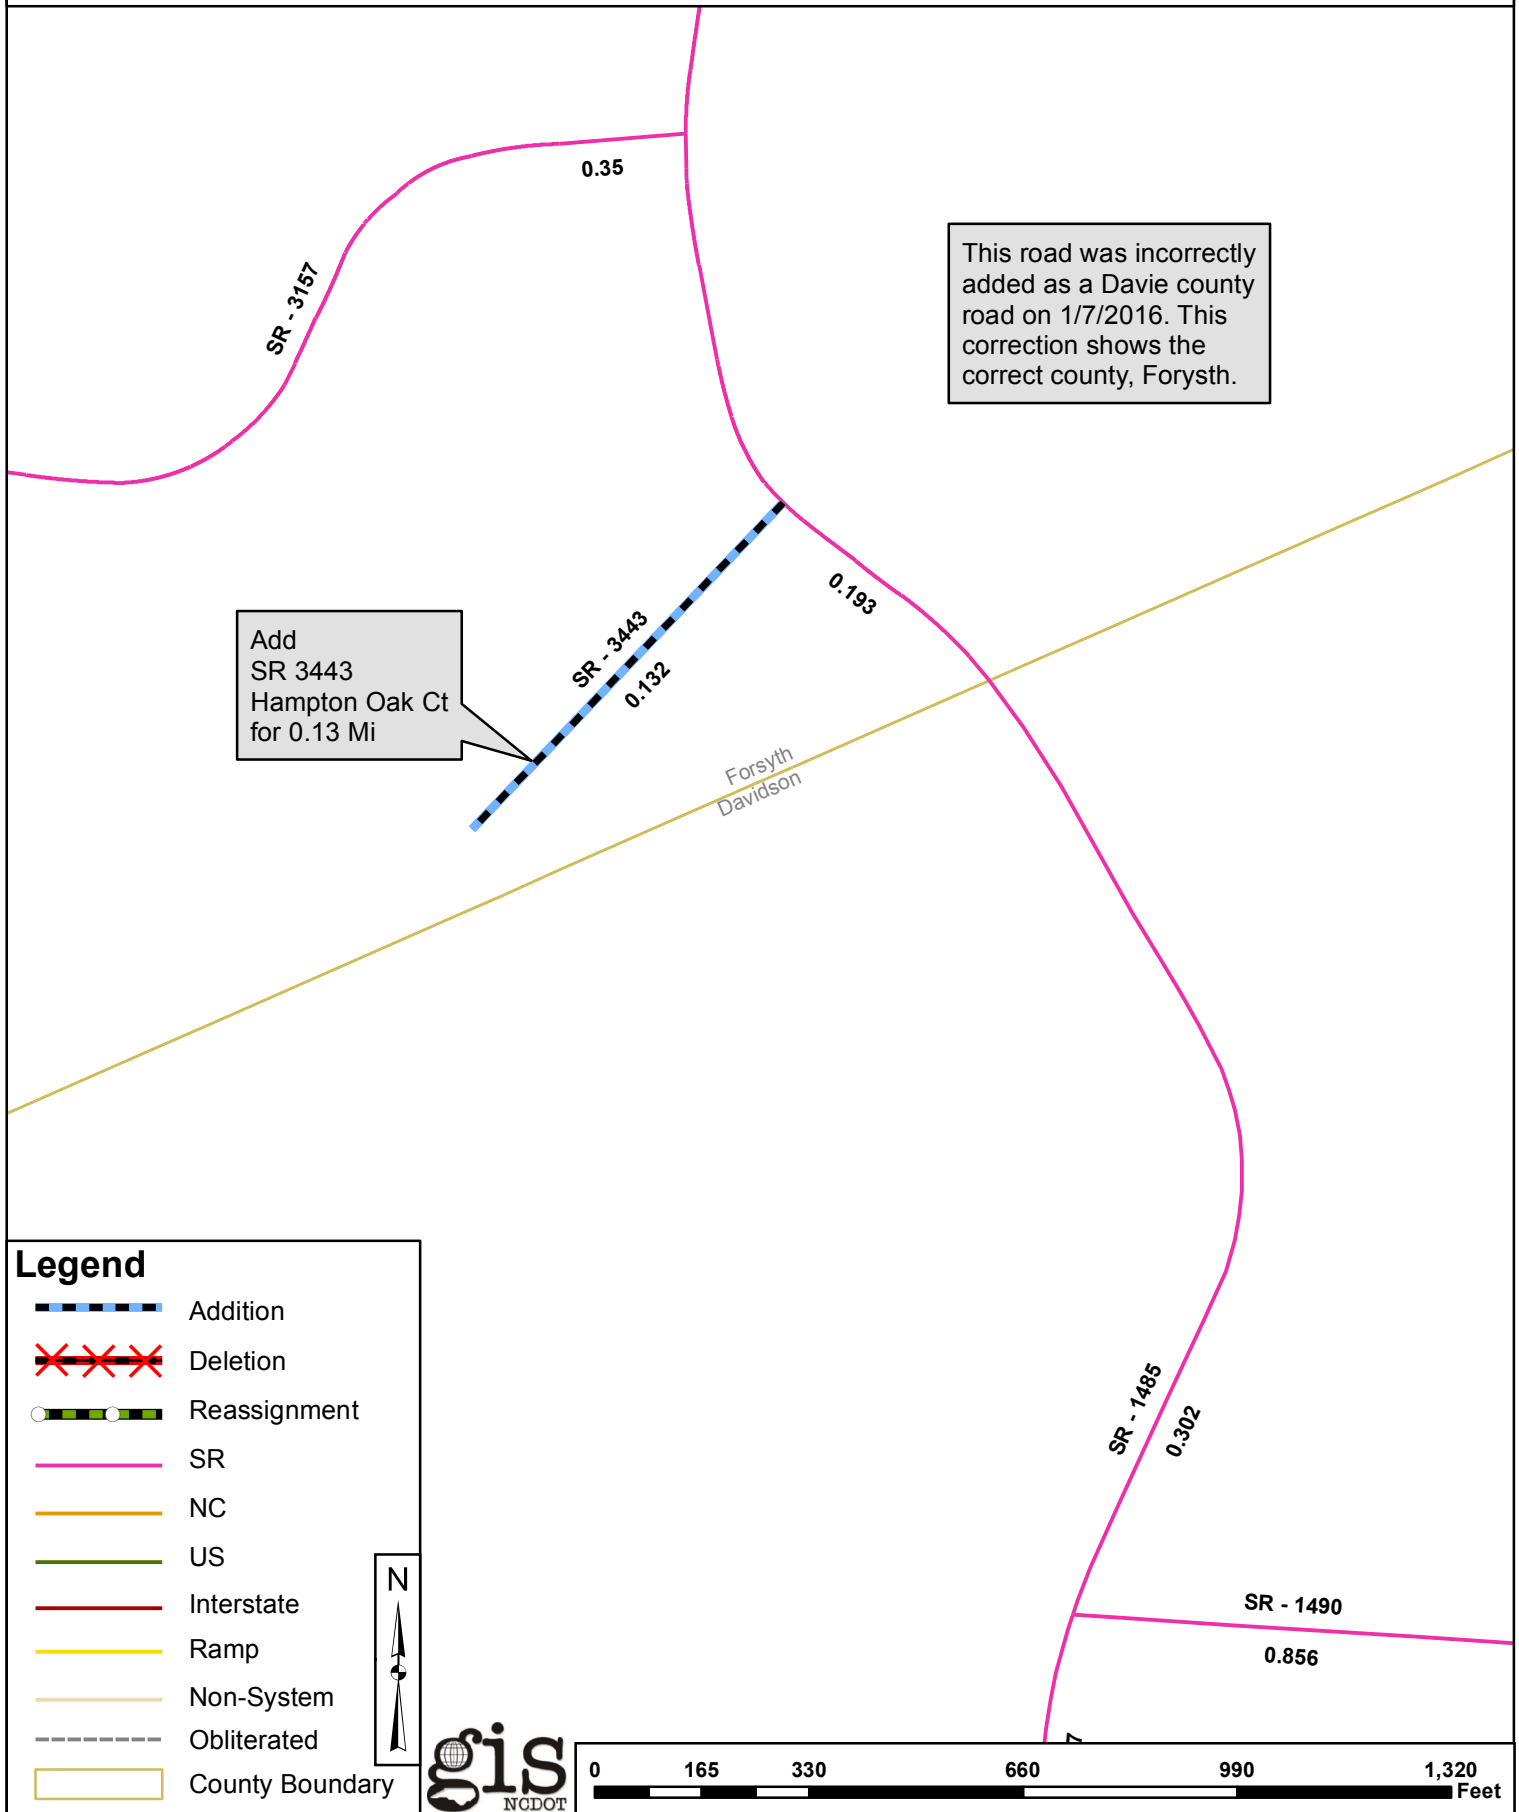 0.35
SR - 3157
This road was incorrectly
added as a Davie county
road on 1/7/2016. This
correction shows the
correct county, Forysth.
0.193
SR - 3443
0.132
Add
SR 3443
Hampton Oak Ct
for 0.13 Mi
Forsyth
Davidson
SR - 1485
0.302
SR - 1490
0.856
Legend
Addition
Deletion
Reassignment
SR
NC
US
Interstate
Ramp
Non-System
Obliterated
County Boundary
N
gis
NCDOT
0 165 330 660 990 1,320
Feet